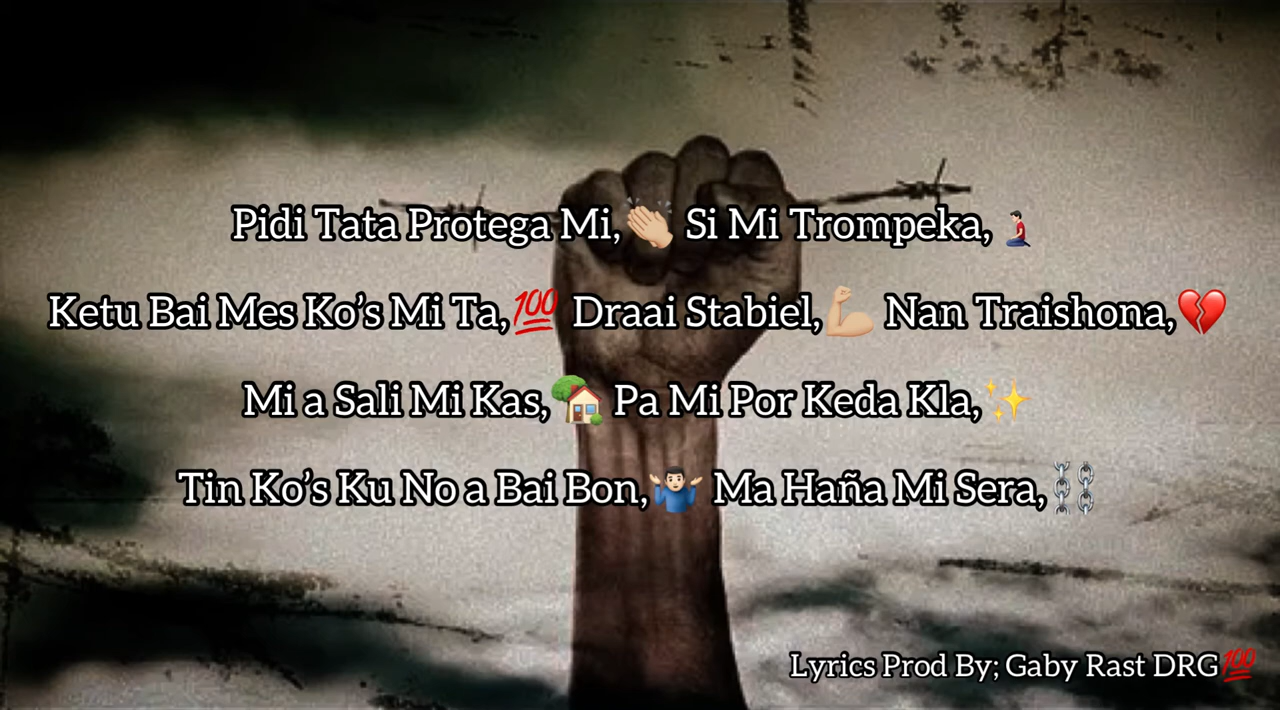 Pidi Tata Protega Mi,👏🏼 Si Mi Trompeka,🧎🏻‍♂️
Ketu Bai Mes Ko's Mi Ta,💯 Draai Stabiel,💪🏼 Nan Traishona,💔
Mi a Sali Mi Kas,🏡 Pa Mi Por Keda Kla,✨
Tin Ko's Ku No a Bai Bon,🤷🏻‍♂️ Ma Haña Mi Sera,⛓️
Lyrics Prod By; Gaby Rast DRG💯